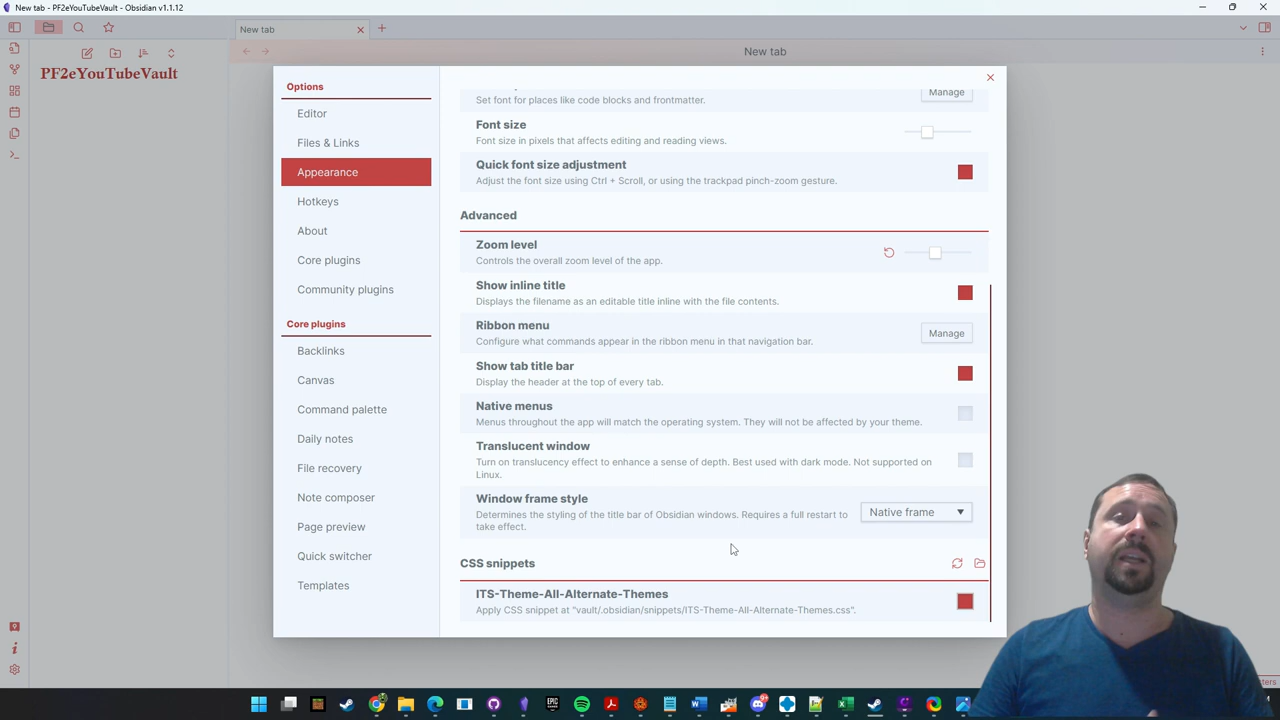 New tab - PF2eYouTubeVault - Obsidian v1.1.12
New tab
New tab
PF2eYouTubeVault
Options
Editor
Files & Links
Appearance
Hotkeys
About
Core plugins
Community plugins
Core plugins
Backlinks
Canvas
Command palette
Daily notes
File recovery
Note composer
Page preview
Quick switcher
Templates
Set font for places like code blocks and frontmatter.
Manage
Font size
Font size in pixels that affects editing and reading views.
Quick font size adjustment
Adjust the font size using Ctrl + Scroll, or using the trackpad pinch-zoom gesture.
Advanced
Zoom level
Controls the overall zoom level of the app.
Show inline title
Displays the filename as an editable title inline with the file contents.
Ribbon menu
Configure what commands appear in the ribbon menu in that navigation bar.
Manage
Show tab title bar
Display the header at the top of every tab.
Native menus
Menus throughout the app will match the operating system. They will not be affected by your theme.
Translucent window
Turn on translucency effect to enhance a sense of depth. Best used with dark mode. Not supported on
Linux.
Window frame style
Determines the styling of the title bar of Obsidian windows. Requires a full restart to
take effect.
Native frame
CSS snippets
ITS-Theme-All-Alternate-Themes
Apply CSS snippet at "vault/.obsidian/snippets/ITS-Theme-All-Alternate-Themes.css".
EPIC